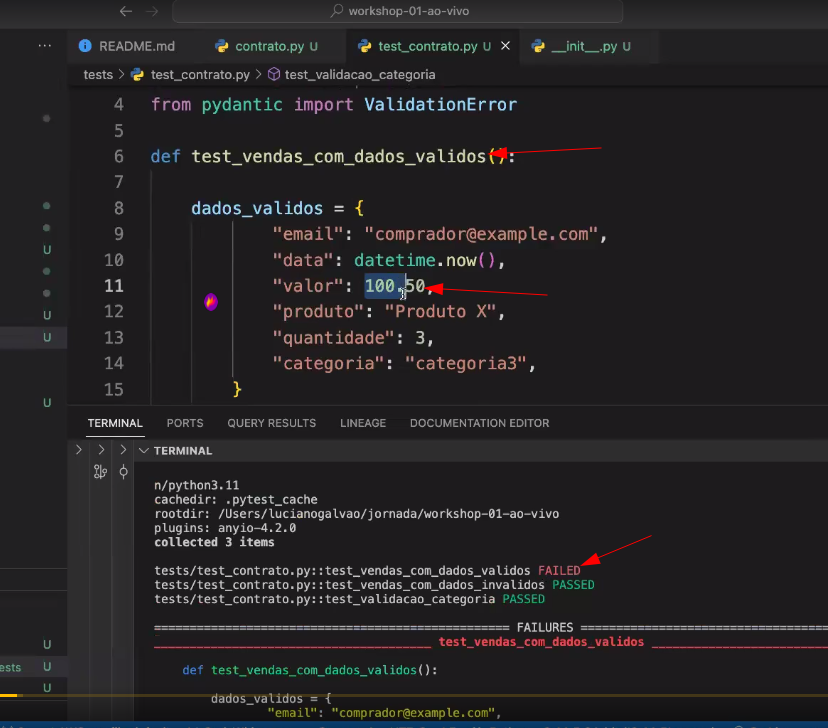 workshop-01-ao-vivo
README.md contrato.py U test_contrato.py U __init__.py U
tests > test_contrato.py > test_validacao_categoria
4 from pydantic import ValidationError
5
6 def test_vendas_com_dados_validos():
7
8 dados_validos = {
9 "email": "comprador@example.com",
10 "data": datetime.now(),
11 "valor": 100.50,
12 "produto": "Produto X",
13 "quantidade": 3,
14 "categoria": "categoria3",
15 }
U
U
U
U
TERMINAL PORTS QUERY RESULTS LINEAGE DOCUMENTATION EDITOR
TERMINAL
n/python3.11
cachedir: .pytest_cache
rootdir: /Users/lucianogalvao/jornada/workshop-01-ao-vivo
plugins: anyio-4.2.0
collected 3 items
tests/test_contrato.py::test_vendas_com_dados_validos FAILED
tests/test_contrato.py::test_vendas_com_dados_invalidos PASSED
tests/test_contrato.py::test_validacao_categoria PASSED
FAILURES
test_vendas_com_dados_validos
def test_vendas_com_dados_validos():
dados_validos = {
"email": "comprador@example.com",
U
ests U
U